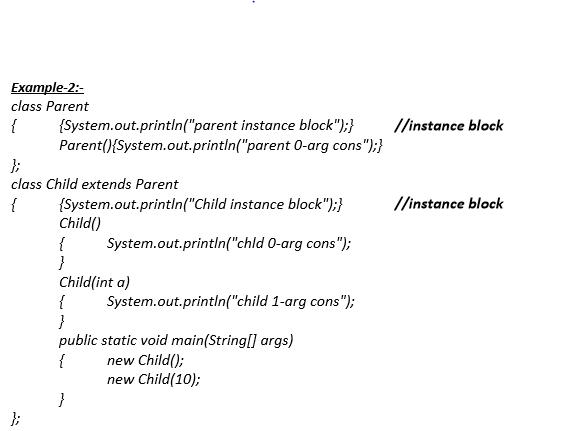 Example-2:-
class Parent
{ {System.out.println("parent instance block");} //instance block
Parent(){System.out.println("parent 0-arg cons");}
};
class Child extends Parent
{ {System.out.println("Child instance block");} //instance block
Child()
{ System.out.println("chld 0-arg cons");
}
Child(int a)
{ System.out.println("child 1-arg cons");
}
public static void main(String[] args)
{ new Child();
new Child(10);
}
};